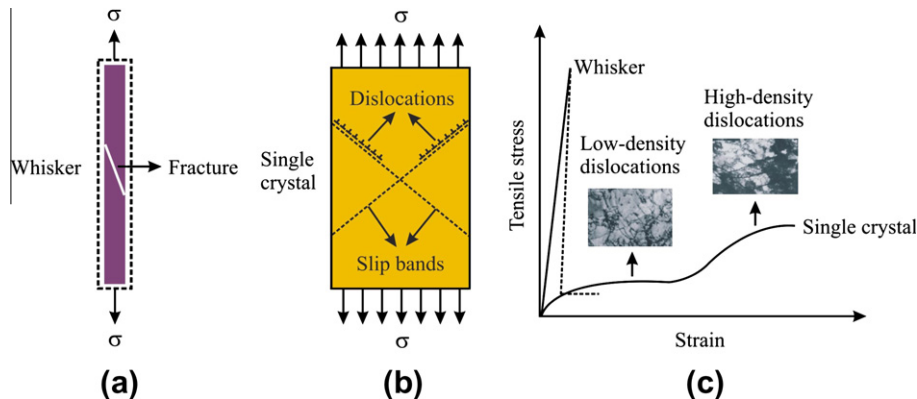 σ
Whisker
Fracture
σ
(a)
σ
Dislocations
Single
crystal
Slip bands
σ
(b)
Tensile stress
Whisker
High-density
dislocations
Low-density
dislocations
Single crystal
Strain
(c)